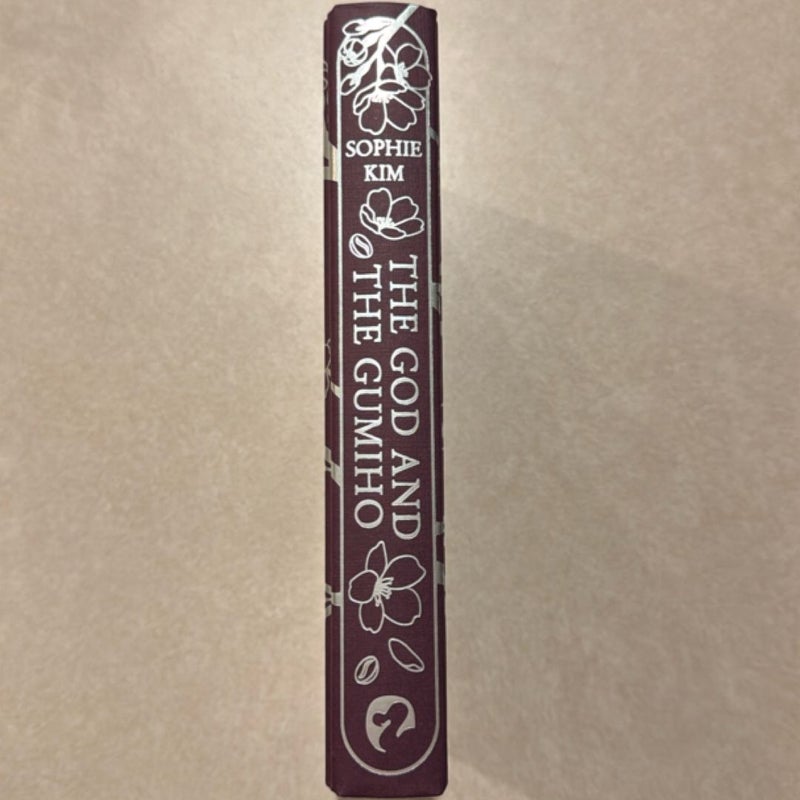 SOPHIE
KIM
THE GOD AND
THE GUMIHO